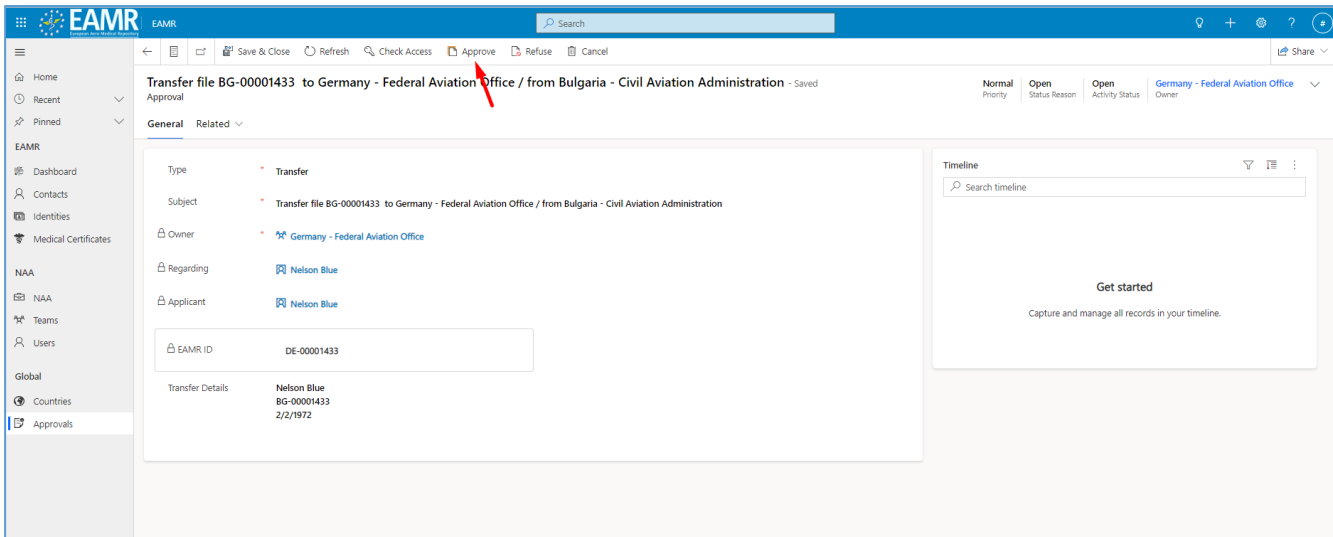 EAMR
European Aero Medical Repository
EAMR
Search
?
#
Save & Close
Refresh
Check Access
Approve
Refuse
Cancel
Share
Home
Recent
Pinned
EAMR
Dashboard
Contacts
Identities
Medical Certificates
NAA
NAA
Teams
Users
Global
Countries
Approvals
Transfer file BG-00001433 to Germany - Federal Aviation Office / from Bulgaria - Civil Aviation Administration - Saved
Approval
Normal
Priority
Open
Status Reason
Open
Activity Status
Germany - Federal Aviation Office
Owner
General Related
Type * Transfer
Subject * Transfer file BG-00001433 to Germany - Federal Aviation Office / from Bulgaria - Civil Aviation Administration
Owner * Germany - Federal Aviation Office
Regarding Nelson Blue
Applicant Nelson Blue
EAMR ID DE-00001433
Transfer Details Nelson Blue
BG-00001433
2/2/1972
Timeline
Search timeline
Get started
Capture and manage all records in your timeline.